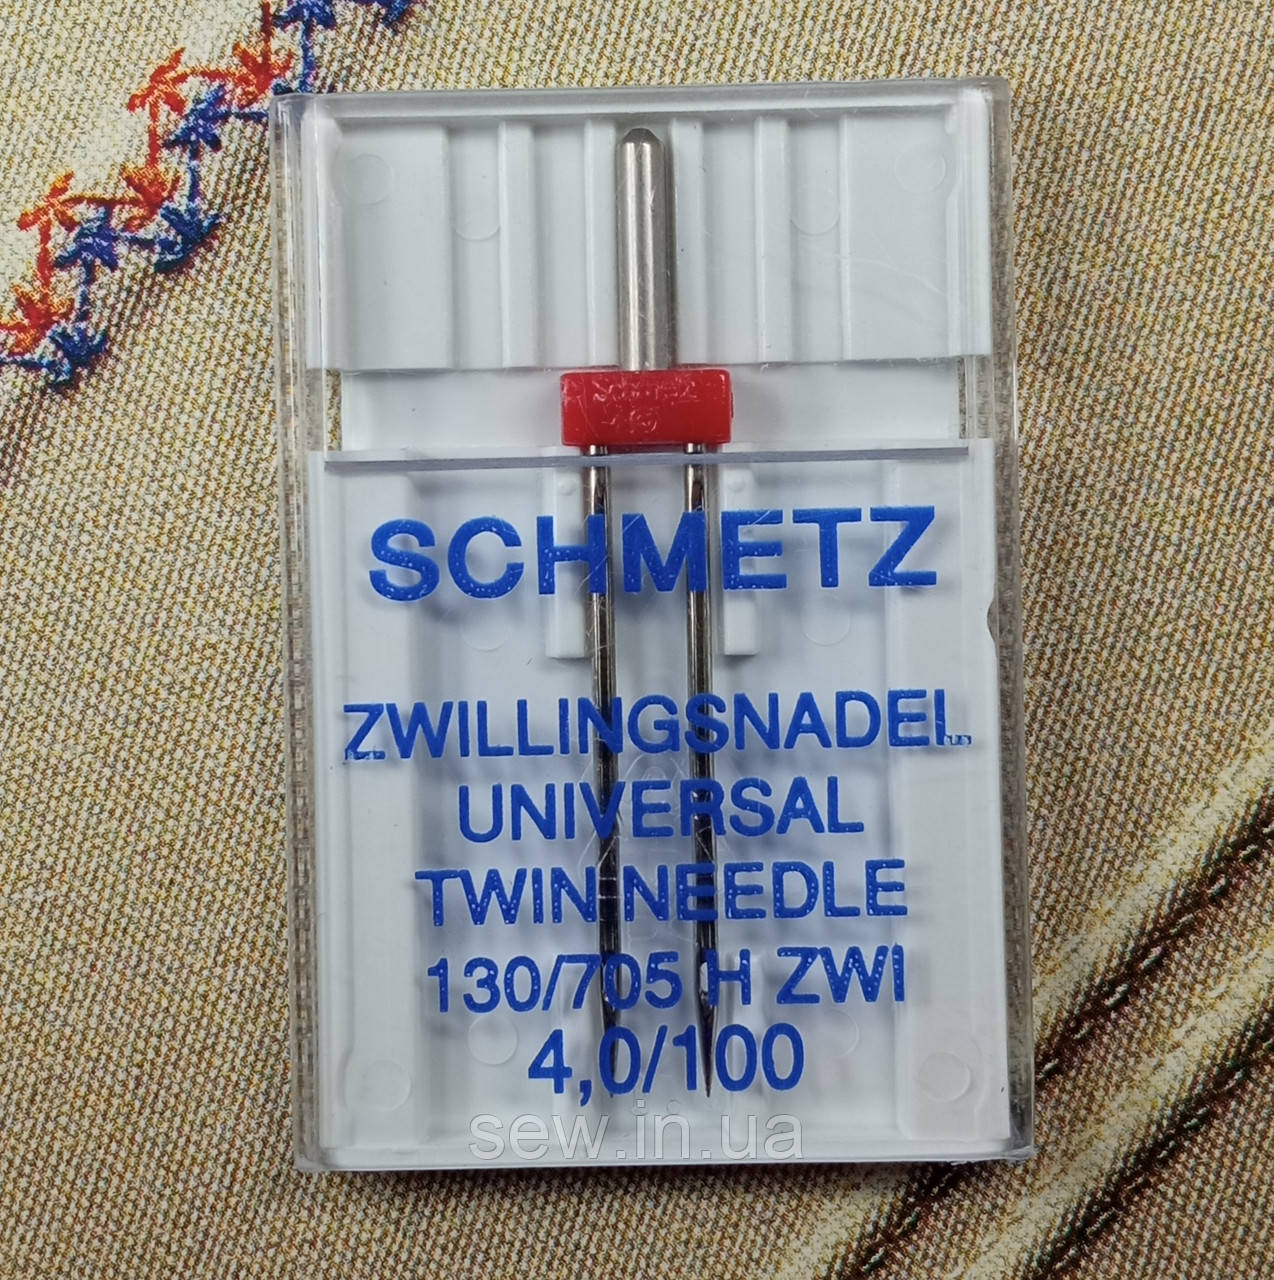 SCHMETZ
ZWILLINGSNADEL
UNIVERSAL
TWIN NEEDLE
130/705 H ZWI
4,0/100
sew.in.ua